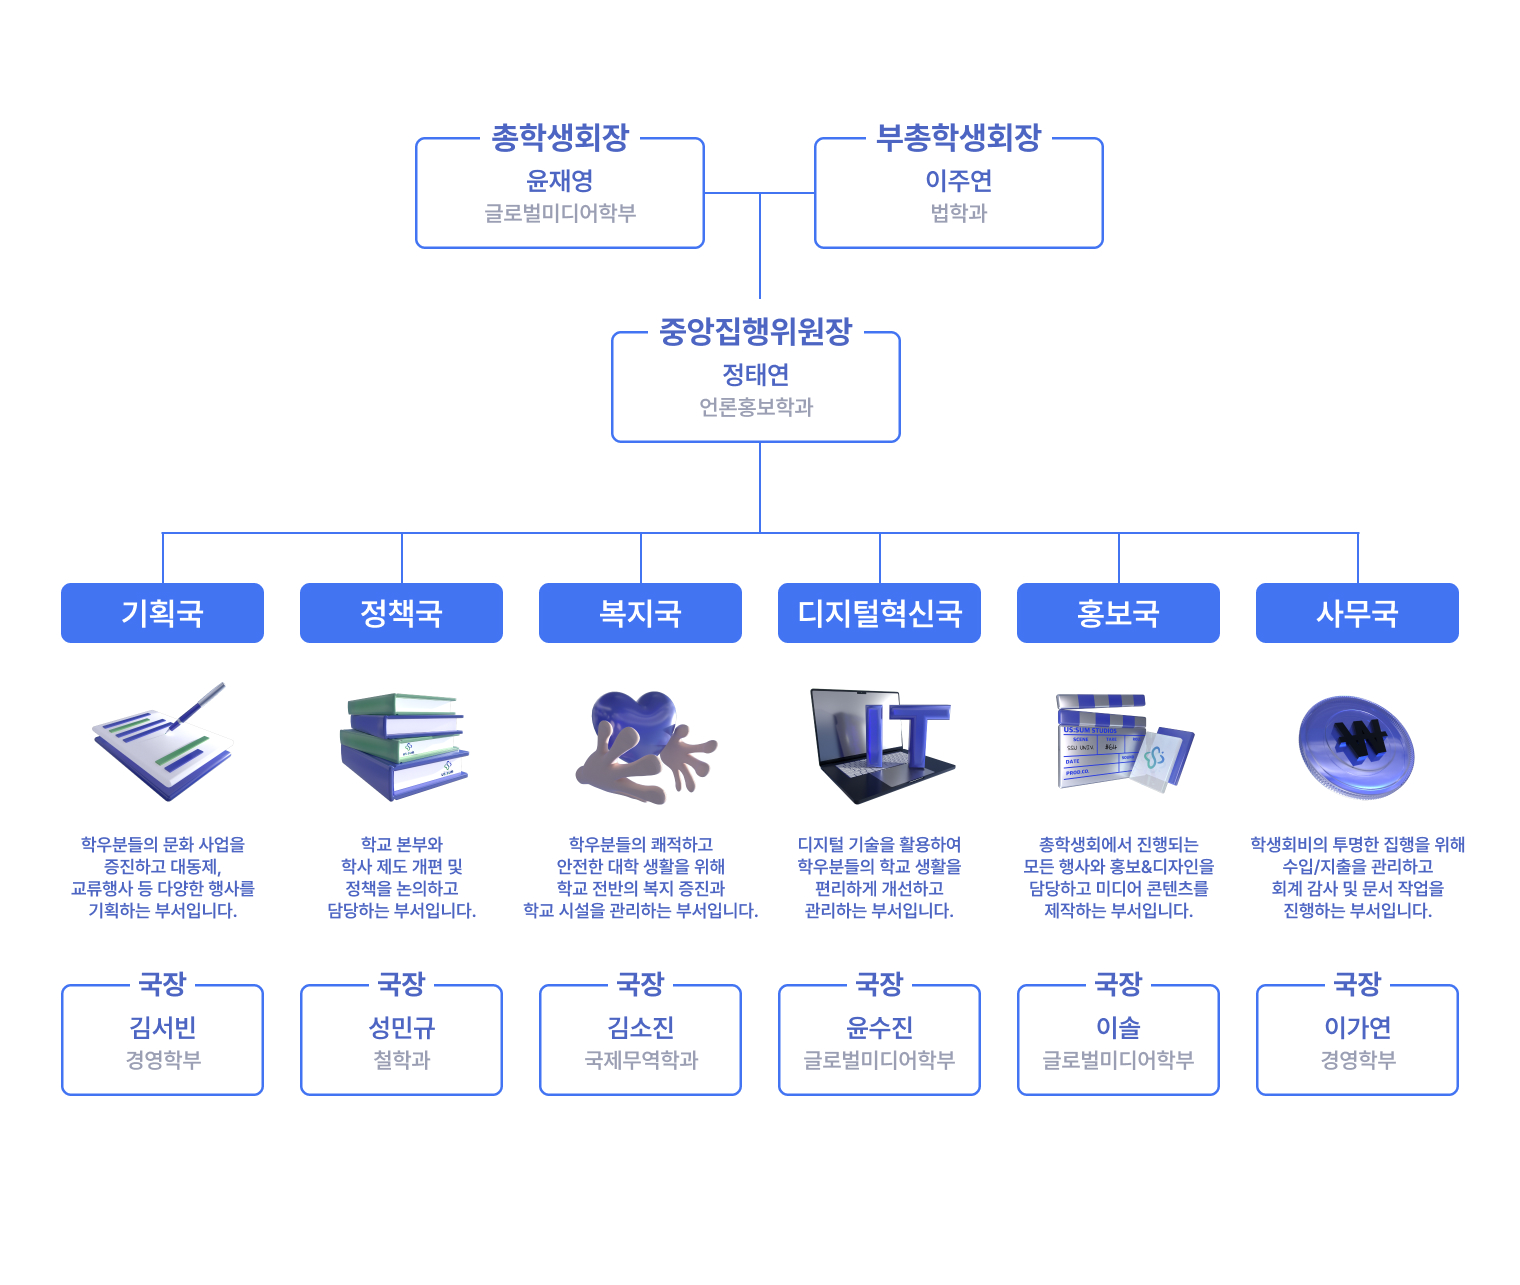 총학생회장
윤재영
글로벌미디어학부
부총학생회장
이주연
법학과
중앙집행위원장
정태연
언론홍보학과
기획국
정책국
복지국
디지털혁신국
홍보국
사무국
US:SUM
US:SUM
IT
US:SUM STUDIOS
SCENE
TAKE
SSU UNIV.
DATE
PROD.CO.
₩
학우분들의 문화 사업을
증진하고 대동제,
교류행사 등 다양한 행사를
기획하는 부서입니다.
학교 본부와
학사 제도 개편 및
정책을 논의하고
담당하는 부서입니다.
학우분들의 쾌적하고
안전한 대학 생활을 위해
학교 전반의 복지 증진과
학교 시설을 관리하는 부서입니다.
디지털 기술을 활용하여
학우분들의 학교 생활을
편리하게 개선하고
관리하는 부서입니다.
총학생회에서 진행되는
모든 행사와 홍보&디자인을
담당하고 미디어 콘텐츠를
제작하는 부서입니다.
학생회비의 투명한 집행을 위해
수입/지출을 관리하고
회계 감사 및 문서 작업을
진행하는 부서입니다.
국장
김서빈
경영학부
국장
성민규
철학과
국장
김소진
국제무역학과
국장
윤수진
글로벌미디어학부
국장
이솔
글로벌미디어학부
국장
이가연
경영학부